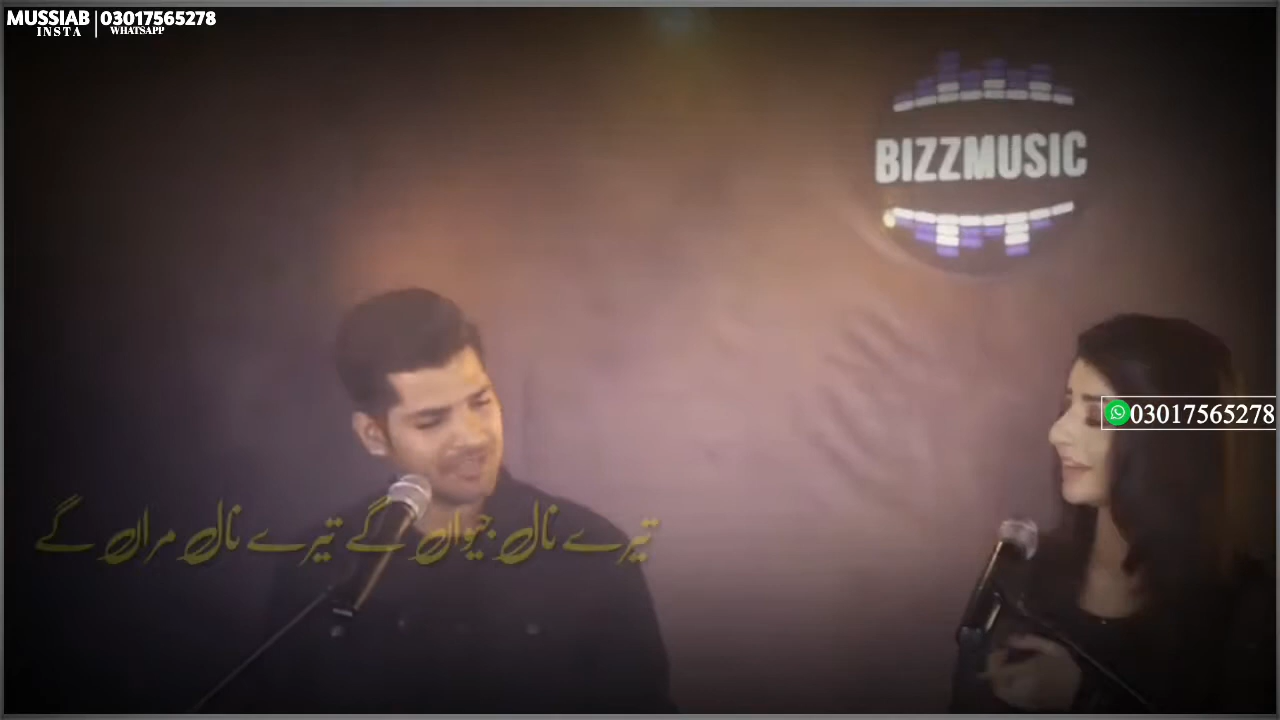 MUSSIAB | 03017565278
INSTA | WHATSAPP
BIZZMUSIC
03017565278
تیرے نال جیواں گے تیرے نال مراں گے